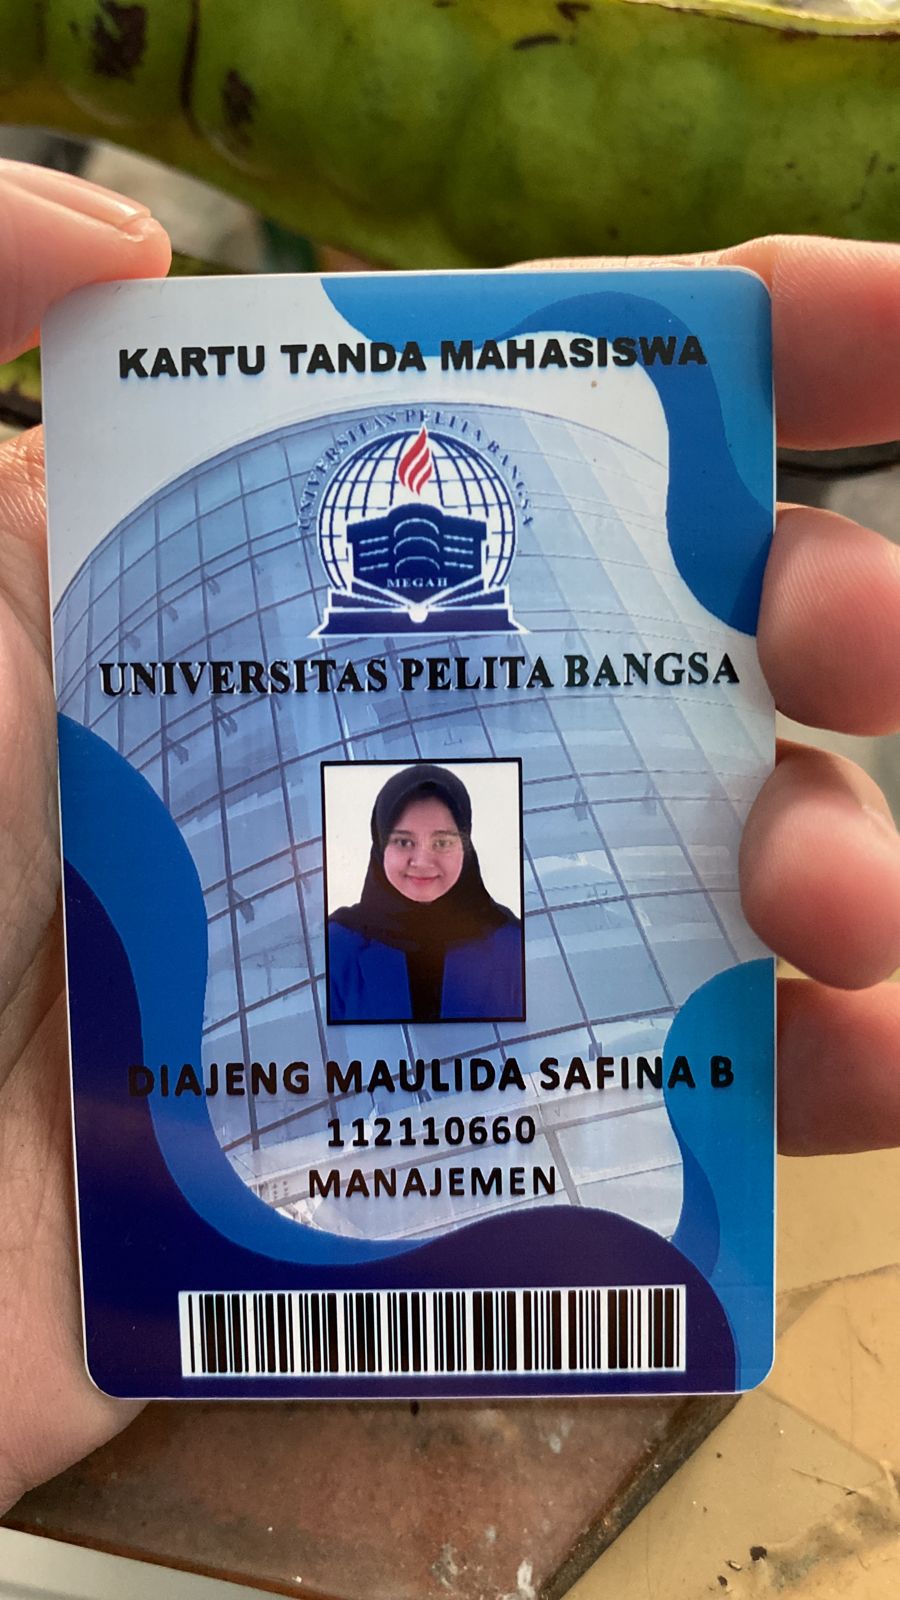 KARTU TANDA MAHASISWA
UNIVERSITAS PELITA BANGSA
MEGAH
UNIVERSITAS PELITA BANGSA
DIAJENG MAULIDA SAFINA B
112110660
MANAJEMEN